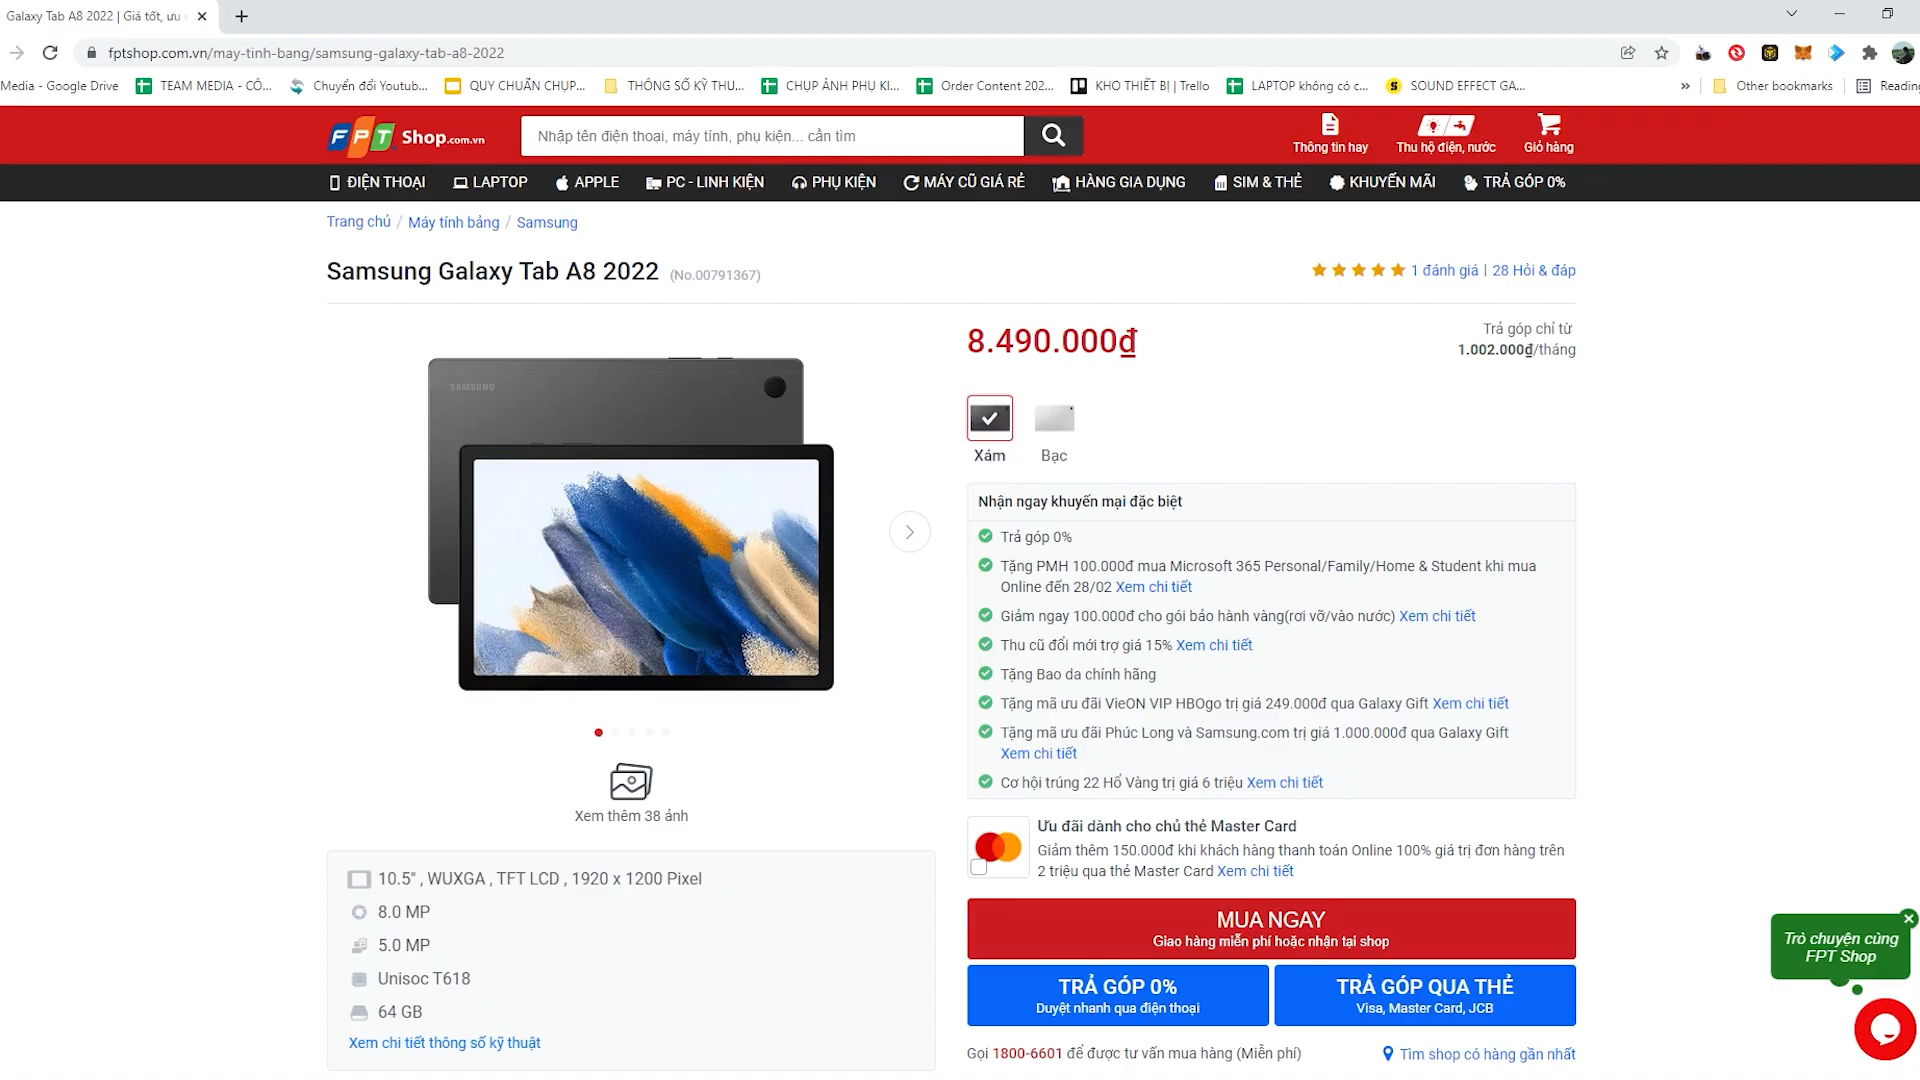 Galaxy Tab A8 2022 | Giá tốt, ưu
fptshop.com.vn/may-tinh-bang/samsung-galaxy-tab-a8-2022
Media - Google Drive
TEAM MEDIA - CÔ...
Chuyển đổi Youtub...
QUY CHUẨN CHỤP...
THÔNG SỐ KỸ THU...
CHỤP ẢNH PHỤ KI...
Order Content 202...
KHO THIẾT BỊ | Trello
LAPTOP không có c...
SOUND EFFECT GA...
»
Other bookmarks
Reading
FPT Shop.com.vn
Nhập tên điện thoại, máy tính, phụ kiện... cần tìm
Thông tin hay
Thu hộ điện, nước
Giỏ hàng
ĐIỆN THOẠI
LAPTOP
APPLE
PC - LINH KIỆN
PHỤ KIỆN
MÁY CŨ GIÁ RẺ
HÀNG GIA DỤNG
SIM & THẺ
KHUYẾN MÃI
TRẢ GÓP 0%
Trang chủ / Máy tính bảng / Samsung
Samsung Galaxy Tab A8 2022 (No.00791367)
1 đánh giá | 28 Hỏi & đáp
SAMSUNG
8.490.000₫
Trả góp chỉ từ
1.002.000₫/tháng
Xám
Bạc
Nhận ngay khuyến mại đặc biệt
Trả góp 0%
Tặng PMH 100.000đ mua Microsoft 365 Personal/Family/Home & Student khi mua
Online đến 28/02 Xem chi tiết
Giảm ngay 100.000đ cho gói bảo hành vàng(rơi vỡ/vào nước) Xem chi tiết
Thu cũ đổi mới trợ giá 15% Xem chi tiết
Tặng Bao da chính hãng
Tặng mã ưu đãi VieON VIP HBOgo trị giá 249.000đ qua Galaxy Gift Xem chi tiết
Tặng mã ưu đãi Phúc Long và Samsung.com trị giá 1.000.000đ qua Galaxy Gift
Xem chi tiết
Cơ hội trúng 22 Hổ Vàng trị giá 6 triệu Xem chi tiết
Xem thêm 38 ảnh
Ưu đãi dành cho chủ thẻ Master Card
Giảm thêm 150.000đ khi khách hàng thanh toán Online 100% giá trị đơn hàng trên
2 triệu qua thẻ Master Card Xem chi tiết
10.5" , WUXGA , TFT LCD , 1920 x 1200 Pixel
8.0 MP
5.0 MP
Unisoc T618
64 GB
Xem chi tiết thông số kỹ thuật
MUA NGAY
Giao hàng miễn phí hoặc nhận tại shop
TRẢ GÓP 0%
Duyệt nhanh qua điện thoại
TRẢ GÓP QUA THẺ
Visa, Master Card, JCB
Gọi 1800-6601 để được tư vấn mua hàng (Miễn phí)
Tìm shop có hàng gần nhất
Trò chuyện cùng
FPT Shop